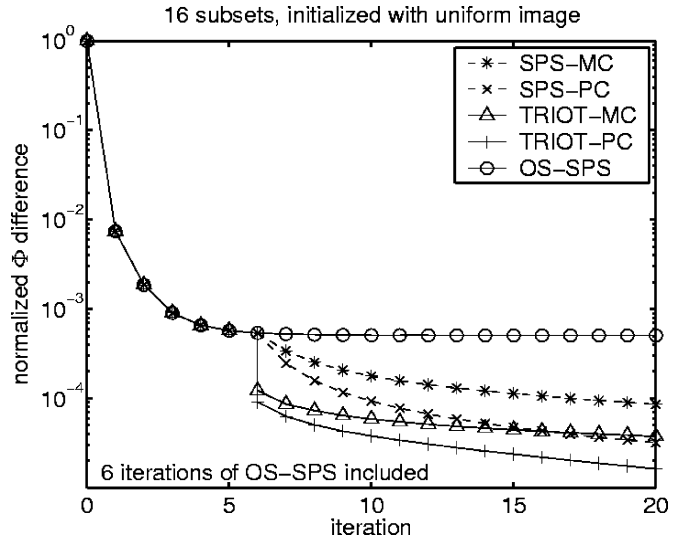 16 subsets, initialized with uniform image
10^0
10^-1
10^-2
10^-3
10^-4
normalized Φ difference
SPS-MC
SPS-PC
TRIOT-MC
TRIOT-PC
OS-SPS
6 iterations of OS-SPS included
0 5 10 15 20
iteration